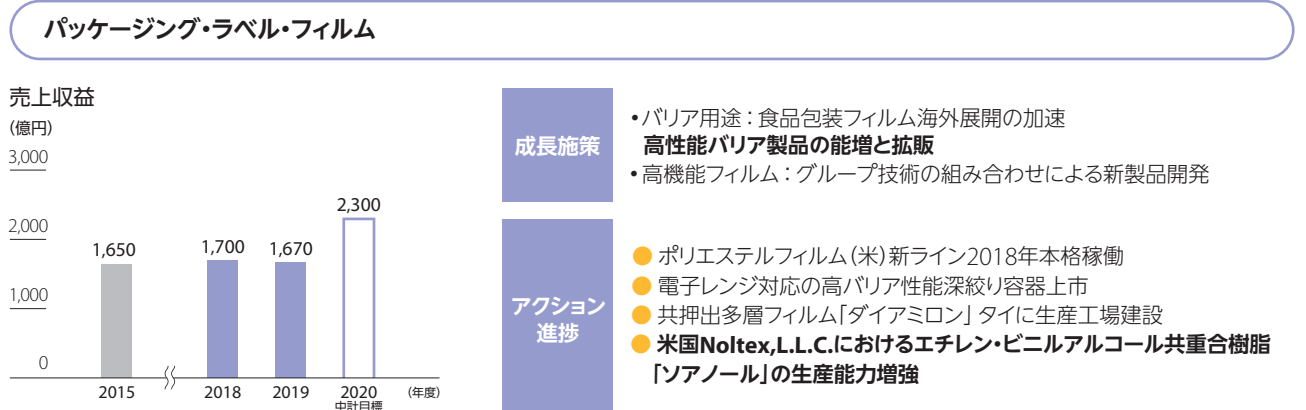 パッケージング・ラベル・フィルム
売上収益
(億円)
3,000
2,000
1,000
0
1,650
1,700
1,670
2,300
2015
2018
2019
2020
中計目標
(年度)
成長施策
•バリア用途：食品包装フィルム海外展開の加速
高性能バリア製品の能増と拡販
•高機能フィルム：グループ技術の組み合わせによる新製品開発
アクション
進捗
● ポリエステルフィルム(米)新ライン2018年本格稼働
● 電子レンジ対応の高バリア性能深絞り容器上市
● 共押出多層フィルム「ダイアミロン」 タイに生産工場建設
● 米国Noltex,L.L.C.におけるエチレン・ビニルアルコール共重合樹脂
「ソアノール」の生産能力増強